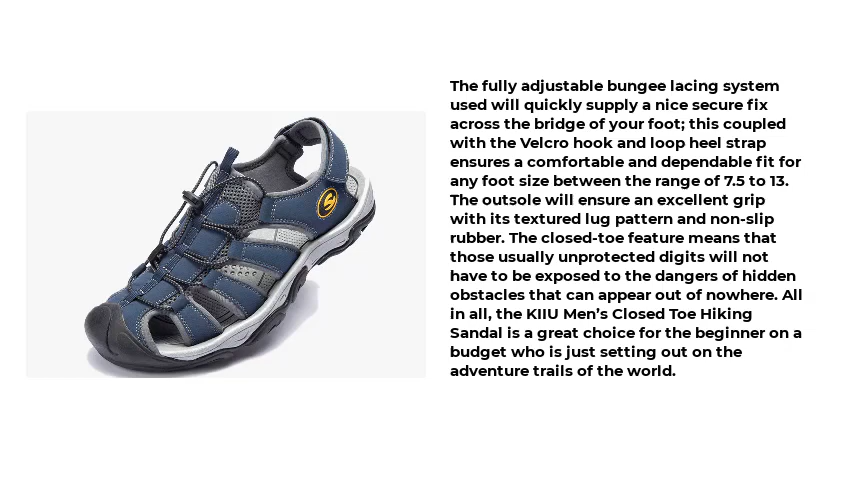 The fully adjustable bungee lacing system
used will quickly supply a nice secure fix
across the bridge of your foot; this coupled
with the Velcro hook and loop heel strap
ensures a comfortable and dependable fit for
any foot size between the range of 7.5 to 13.
The outsole will ensure an excellent grip
with its textured lug pattern and non-slip
rubber. The closed-toe feature means that
those usually unprotected digits will not
have to be exposed to the dangers of hidden
obstacles that can appear out of nowhere. All
in all, the KIIU Men’s Closed Toe Hiking
Sandal is a great choice for the beginner on a
budget who is just setting out on the
adventure trails of the world.